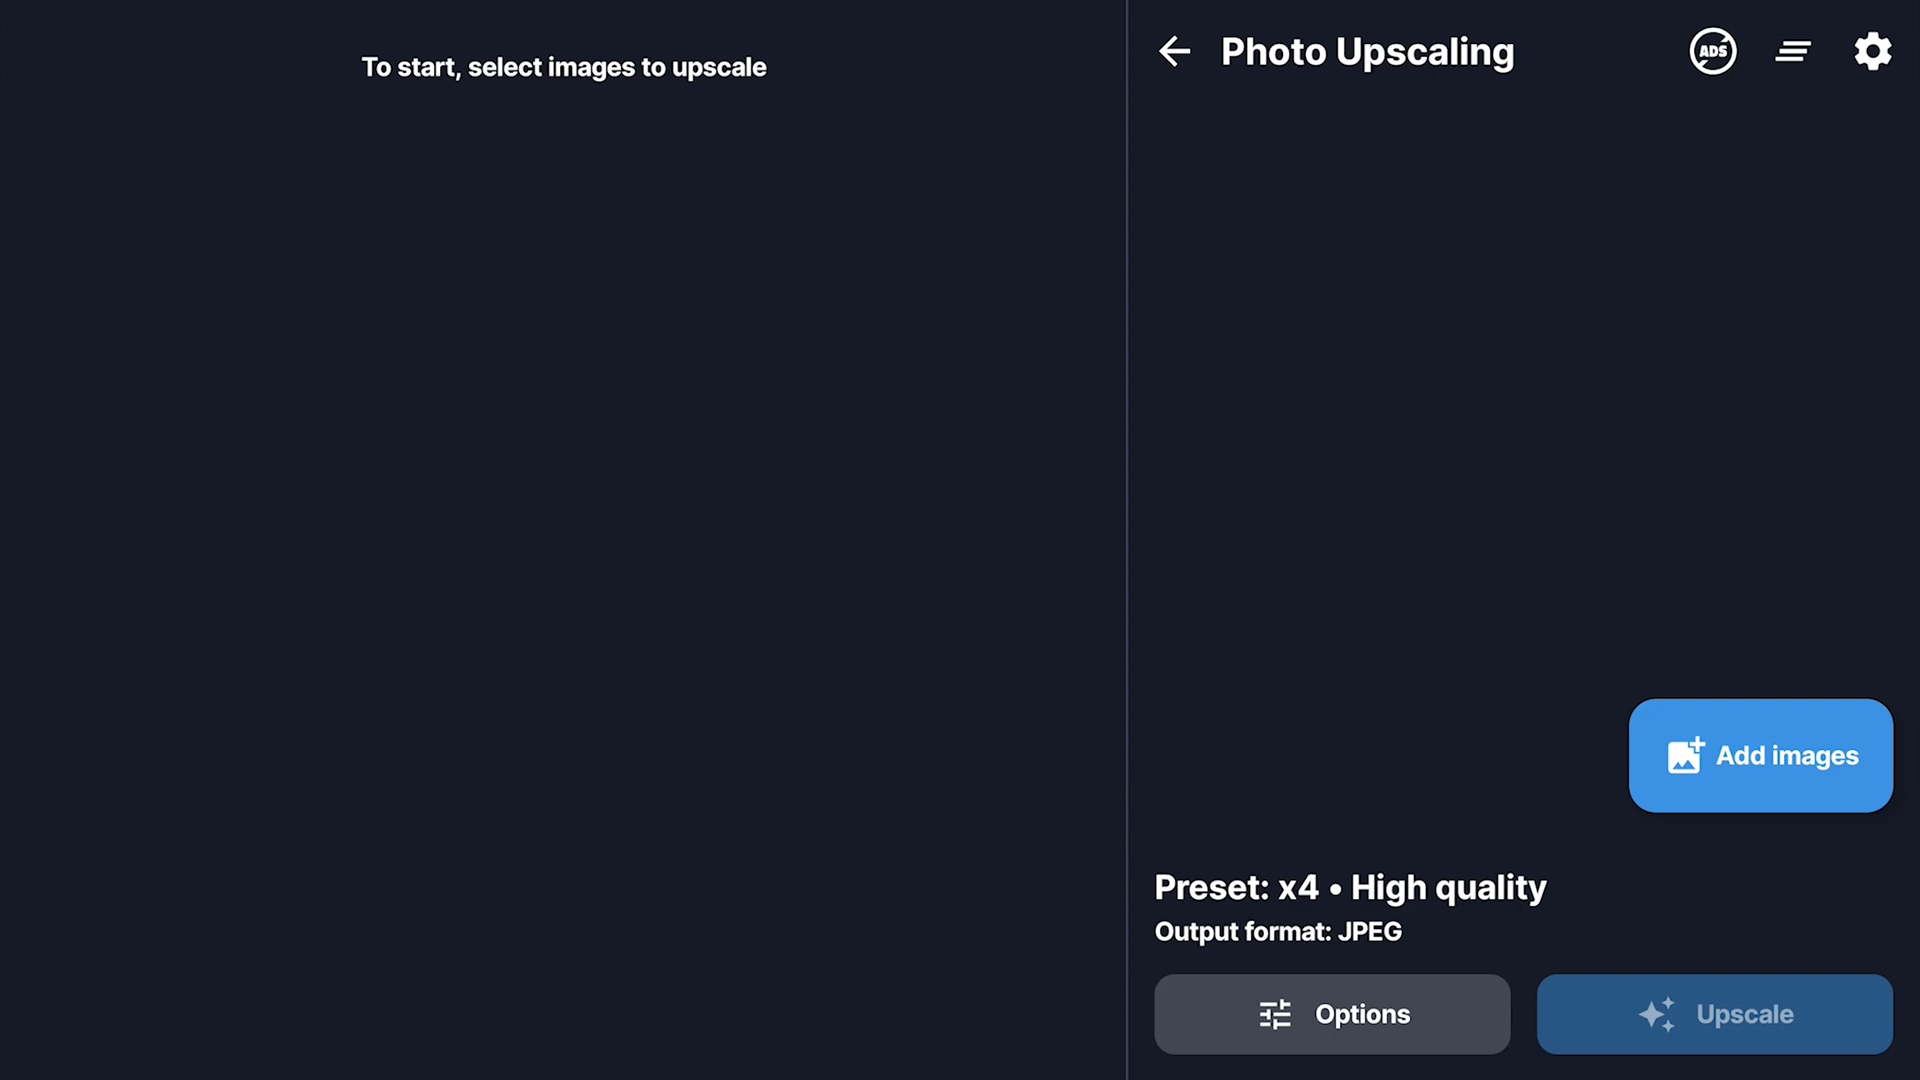 To start, select images to upscale
Photo Upscaling
ADS
Add images
Preset: x4 • High quality
Output format: JPEG
Options
Upscale